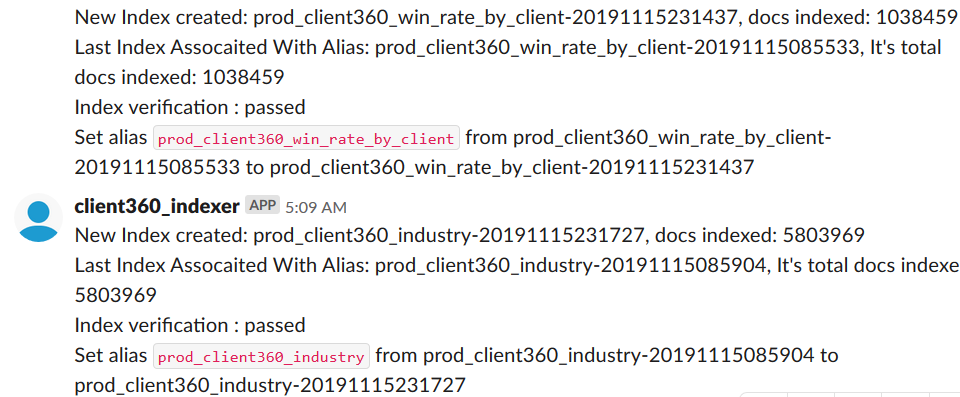 New Index created: prod_client360_win_rate_by_client-20191115231437, docs indexed: 1038459
Last Index Assocaited With Alias: prod_client360_win_rate_by_client-20191115085533, It's total
docs indexed: 1038459
Index verification : passed
Set alias prod_client360_win_rate_by_client from prod_client360_win_rate_by_client-
20191115085533 to prod_client360_win_rate_by_client-20191115231437
client360_indexer APP 5:09 AM
New Index created: prod_client360_industry-20191115231727, docs indexed: 5803969
Last Index Assocaited With Alias: prod_client360_industry-20191115085904, It's total docs indexe
5803969
Index verification : passed
Set alias prod_client360_industry from prod_client360_industry-20191115085904 to
prod_client360_industry-20191115231727